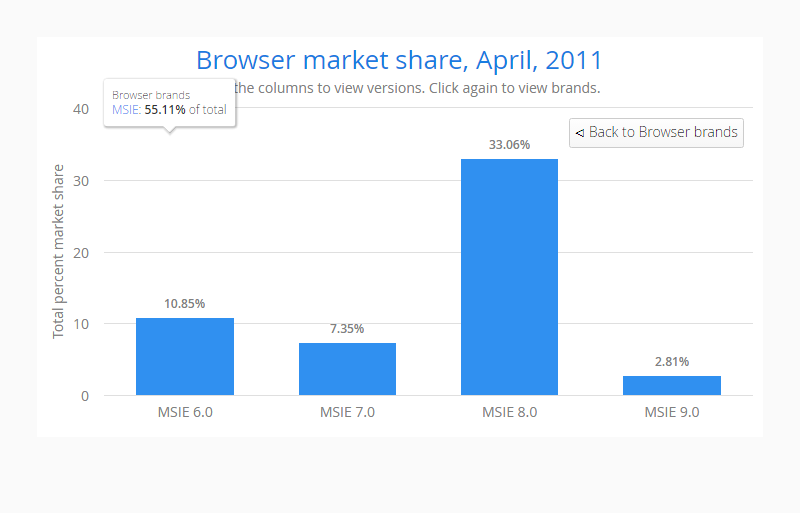 Browser market share, April, 2011
the columns to view versions. Click again to view brands.
Browser brands
MSIE: 55.11% of total
Back to Browser brands
Total percent market share
40
30
20
10
0
10.85%
7.35%
33.06%
2.81%
MSIE 6.0
MSIE 7.0
MSIE 8.0
MSIE 9.0